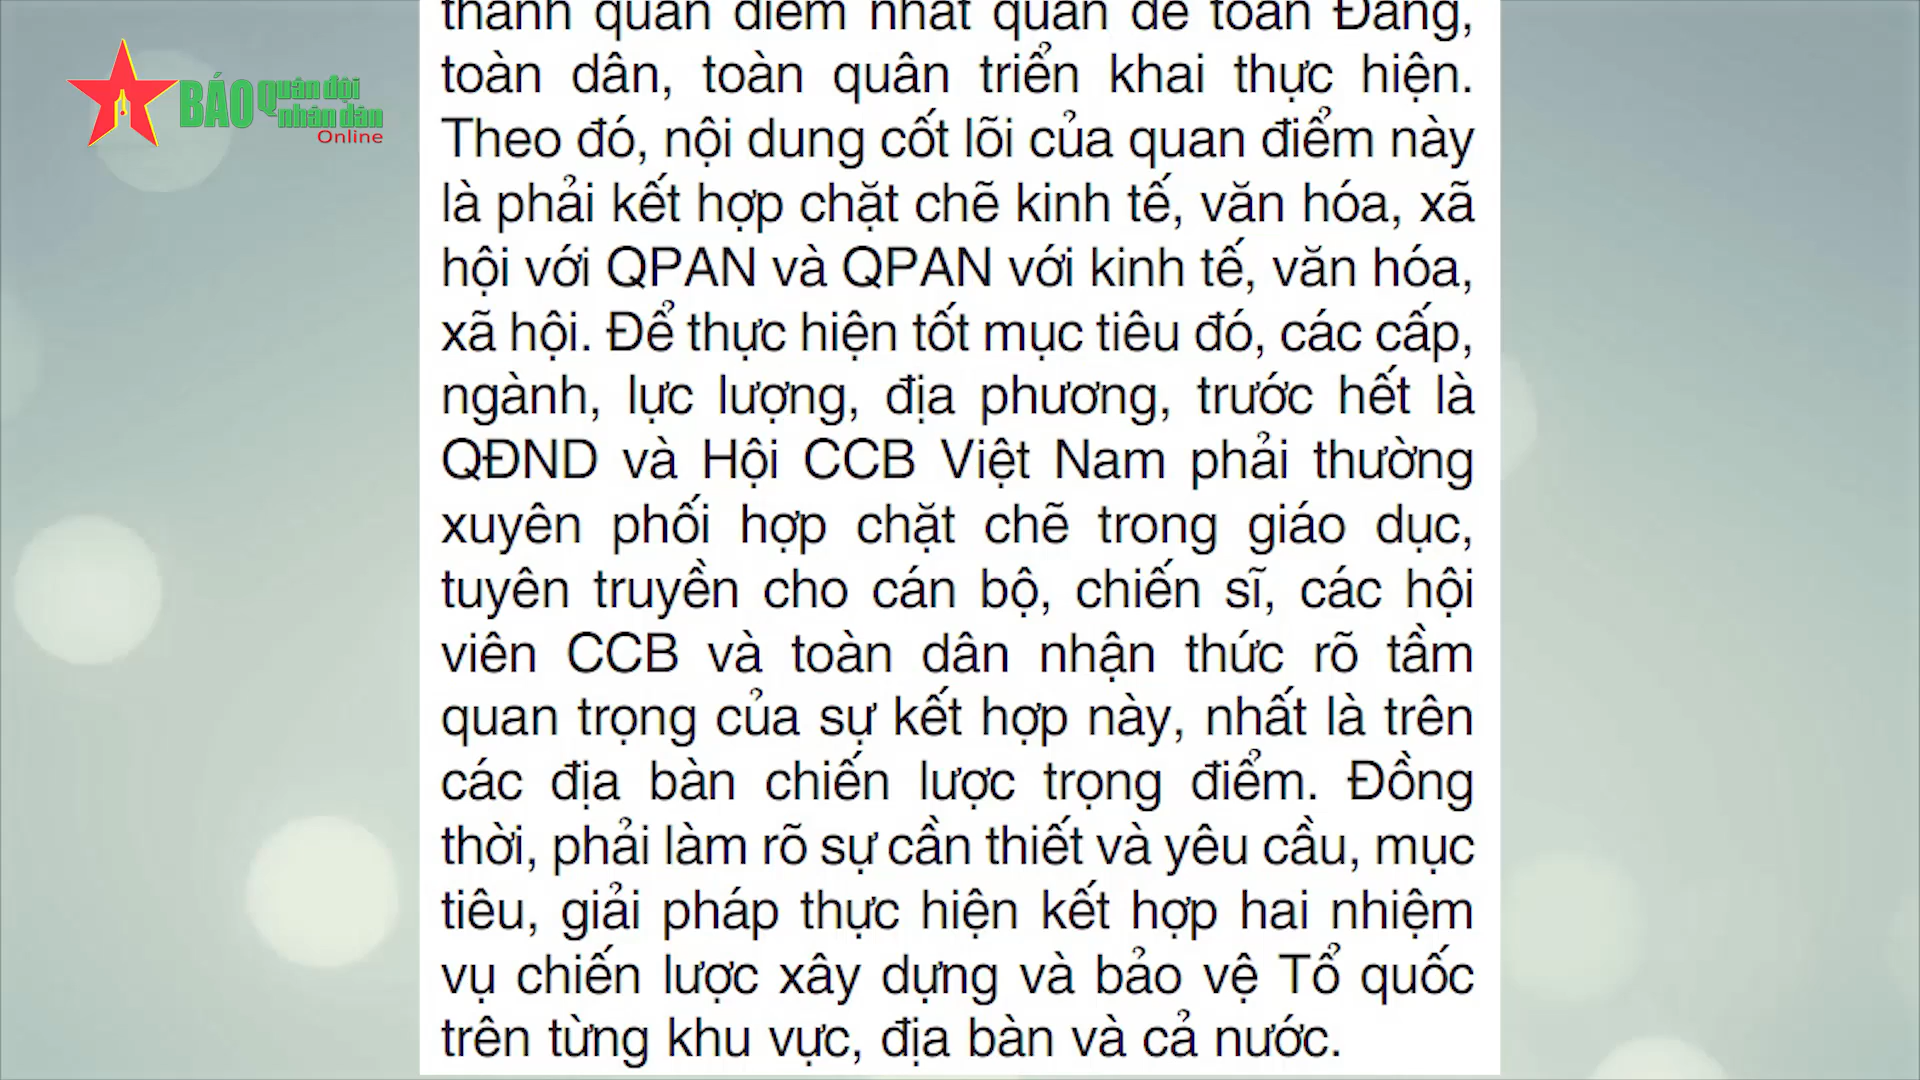 BÁO Quân đội
nhân dân
Online
thành quan điểm nhất quán để toàn Đảng,
toàn dân, toàn quân triển khai thực hiện.
Theo đó, nội dung cốt lõi của quan điểm này
là phải kết hợp chặt chẽ kinh tế, văn hóa, xã
hội với QPAN và QPAN với kinh tế, văn hóa,
xã hội. Để thực hiện tốt mục tiêu đó, các cấp,
ngành, lực lượng, địa phương, trước hết là
QĐND và Hội CCB Việt Nam phải thường
xuyên phối hợp chặt chẽ trong giáo dục,
tuyên truyền cho cán bộ, chiến sĩ, các hội
viên CCB và toàn dân nhận thức rõ tầm
quan trọng của sự kết hợp này, nhất là trên
các địa bàn chiến lược trọng điểm. Đồng
thời, phải làm rõ sự cần thiết và yêu cầu, mục
tiêu, giải pháp thực hiện kết hợp hai nhiệm
vụ chiến lược xây dựng và bảo vệ Tổ quốc
trên từng khu vực, địa bàn và cả nước.